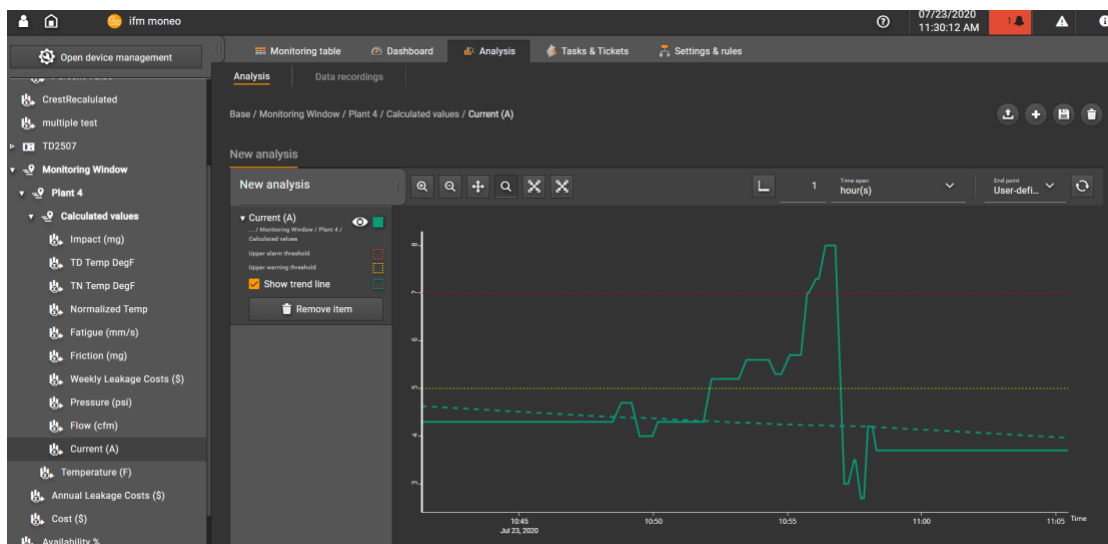 ifm moneo
07/23/2020
11:30:12 AM
1
Open device management
Monitoring table
Dashboard
Analysis
Tasks & Tickets
Settings & rules
CrestRecalulated
multiple test
TD2507
Monitoring Window
Plant 4
Calculated values
Impact (mg)
TD Temp DegF
TN Temp DegF
Normalized Temp
Fatigue (mm/s)
Friction (mg)
Weekly Leakage Costs ($)
Pressure (psi)
Flow (cfm)
Current (A)
Temperature (F)
Annual Leakage Costs ($)
Cost ($)
Availability %
Analysis
Data recordings
Base / Monitoring Window / Plant 4 / Calculated values / Current (A)
New analysis
New analysis
1
Time span
hour(s)
End point
User-defi...
Current (A)
... / Monitoring Window / Plant 4 /
Calculated values
Upper alarm threshold
Upper warning threshold
Show trend line
Remove item
8
7
6
5
4
3
10:45
Jul 23, 2020
10:50
10:55
11:00
11:05
Time